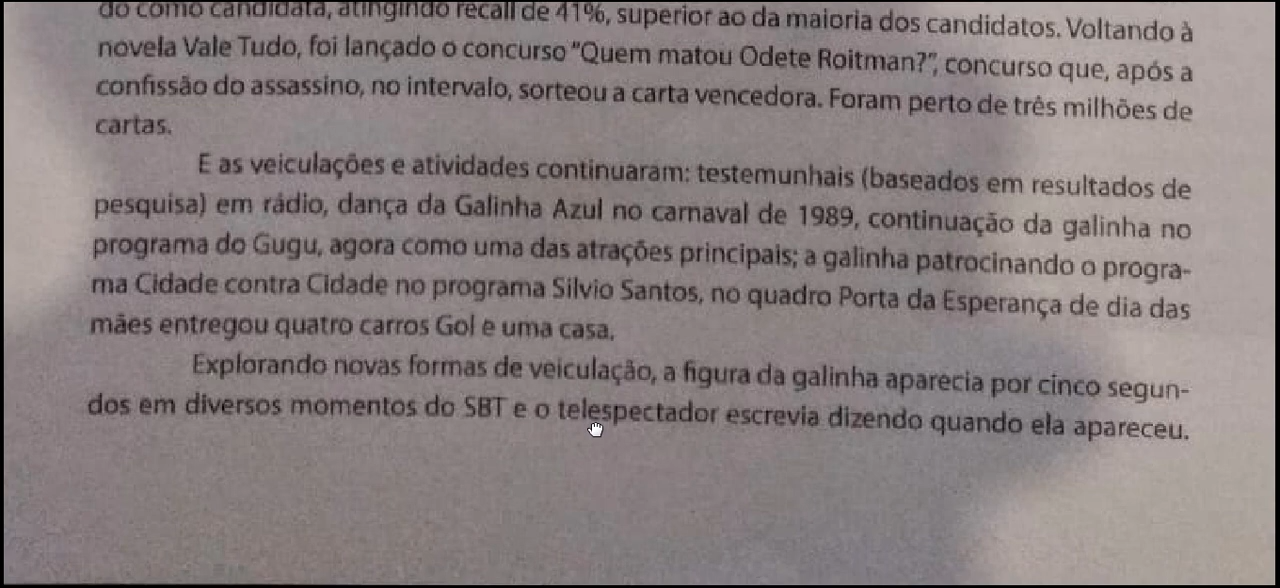 do como candidata, atingindo recall de 41%, superior ao da maioria dos candidatos. Voltando à
novela Vale Tudo, foi lançado o concurso "Quem matou Odete Roitman?", concurso que, após a
confissão do assassino, no intervalo, sorteou a carta vencedora. Foram perto de três milhões de
cartas.
E as veiculações e atividades continuaram: testemunhais (baseados em resultados de
pesquisa) em rádio, dança da Galinha Azul no carnaval de 1989, continuação da galinha no
programa do Gugu, agora como uma das atrações principais; a galinha patrocinando o progra-
ma Cidade contra Cidade no programa Silvio Santos, no quadro Porta da Esperança de dia das
mães entregou quatro carros Gol e uma casa.
Explorando novas formas de veiculação, a figura da galinha aparecia por cinco segun-
dos em diversos momentos do SBT e o telespectador escrevia dizendo quando ela apareceu.